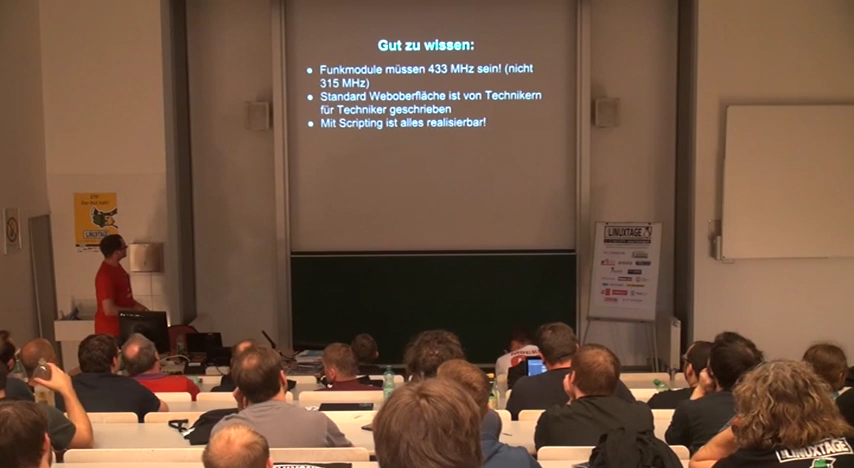 Gut zu wissen:
● Funkmodule müssen 433 MHz sein! (nicht
315 MHz)
● Standard Weboberfläche ist von Technikern
für Techniker geschrieben
● Mit Scripting ist alles realisierbar!
LINUXTAGE
LINUXTAGE
LINUXTAGE